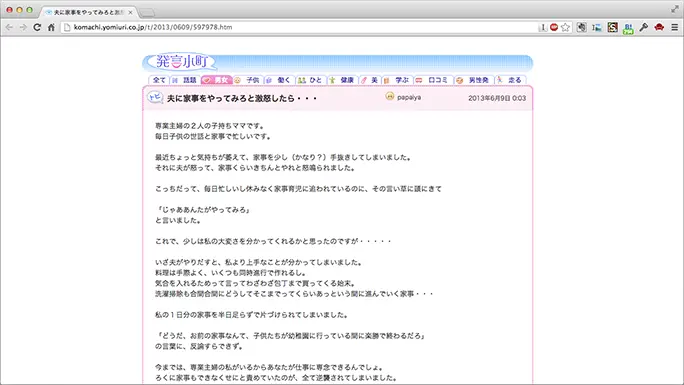 夫に家事をやってみろと激怒
komachi.yomiuri.co.jp/t/2013/0609/597978.htm
発言小町
全て 話題 男女 子供 働く ひと 健康 美 学ぶ 口コミ 男性発 走る
トピ 夫に家事をやってみろと激怒したら・・・ papaiya 2013年6月9日 0:03
専業主婦の2人の子持ちママです。
毎日子供の世話と家事で忙しいです。
最近ちょっと気持ちが萎えて、家事を少し（かなり？）手抜きしてしまいました。
それに夫が怒って、家事くらいきちんとやれと怒鳴られました。
こっちだって、毎日忙しいし休みなく家事育児に追われているのに、その言い草に頭にきて
「じゃああんたがやってみろ」
と言いました。
これで、少しは私の大変さを分かってくれるかと思ったのですが・・・・・
いざ夫がやりだすと、私より上手なことが分かってしまいました。
料理は手際よく、いくつも同時進行で作れるし。
気合を入れるためって言ってわざわざ包丁まで買ってくる始末。
洗濯掃除も合間合間にどうしてそこまでってくらいあっという間に進んでいく家事・・・
私の1日分の家事を半日足らずで片づけられてしまいました。
「どうだ、お前の家事なんて、子供たちが幼稚園に行っている間に楽勝で終わるだろ」
の言葉に、反論すらできず。
今までは、専業主婦の私がいるからあなたが仕事に専念できるんでしょ。
ろくに家事もできなくせにと責めていたのが、全て逆襲されてしまいました。